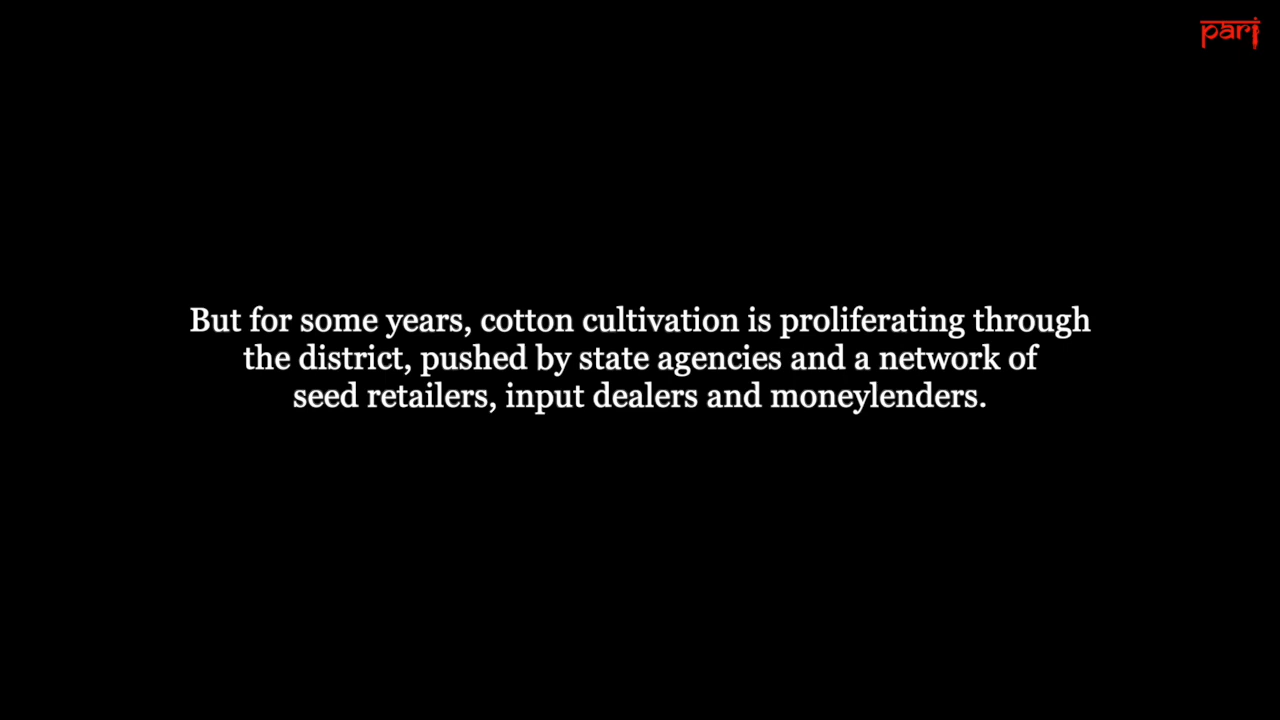 pari
But for some years, cotton cultivation is proliferating through
the district, pushed by state agencies and a network of
seed retailers, input dealers and moneylenders.